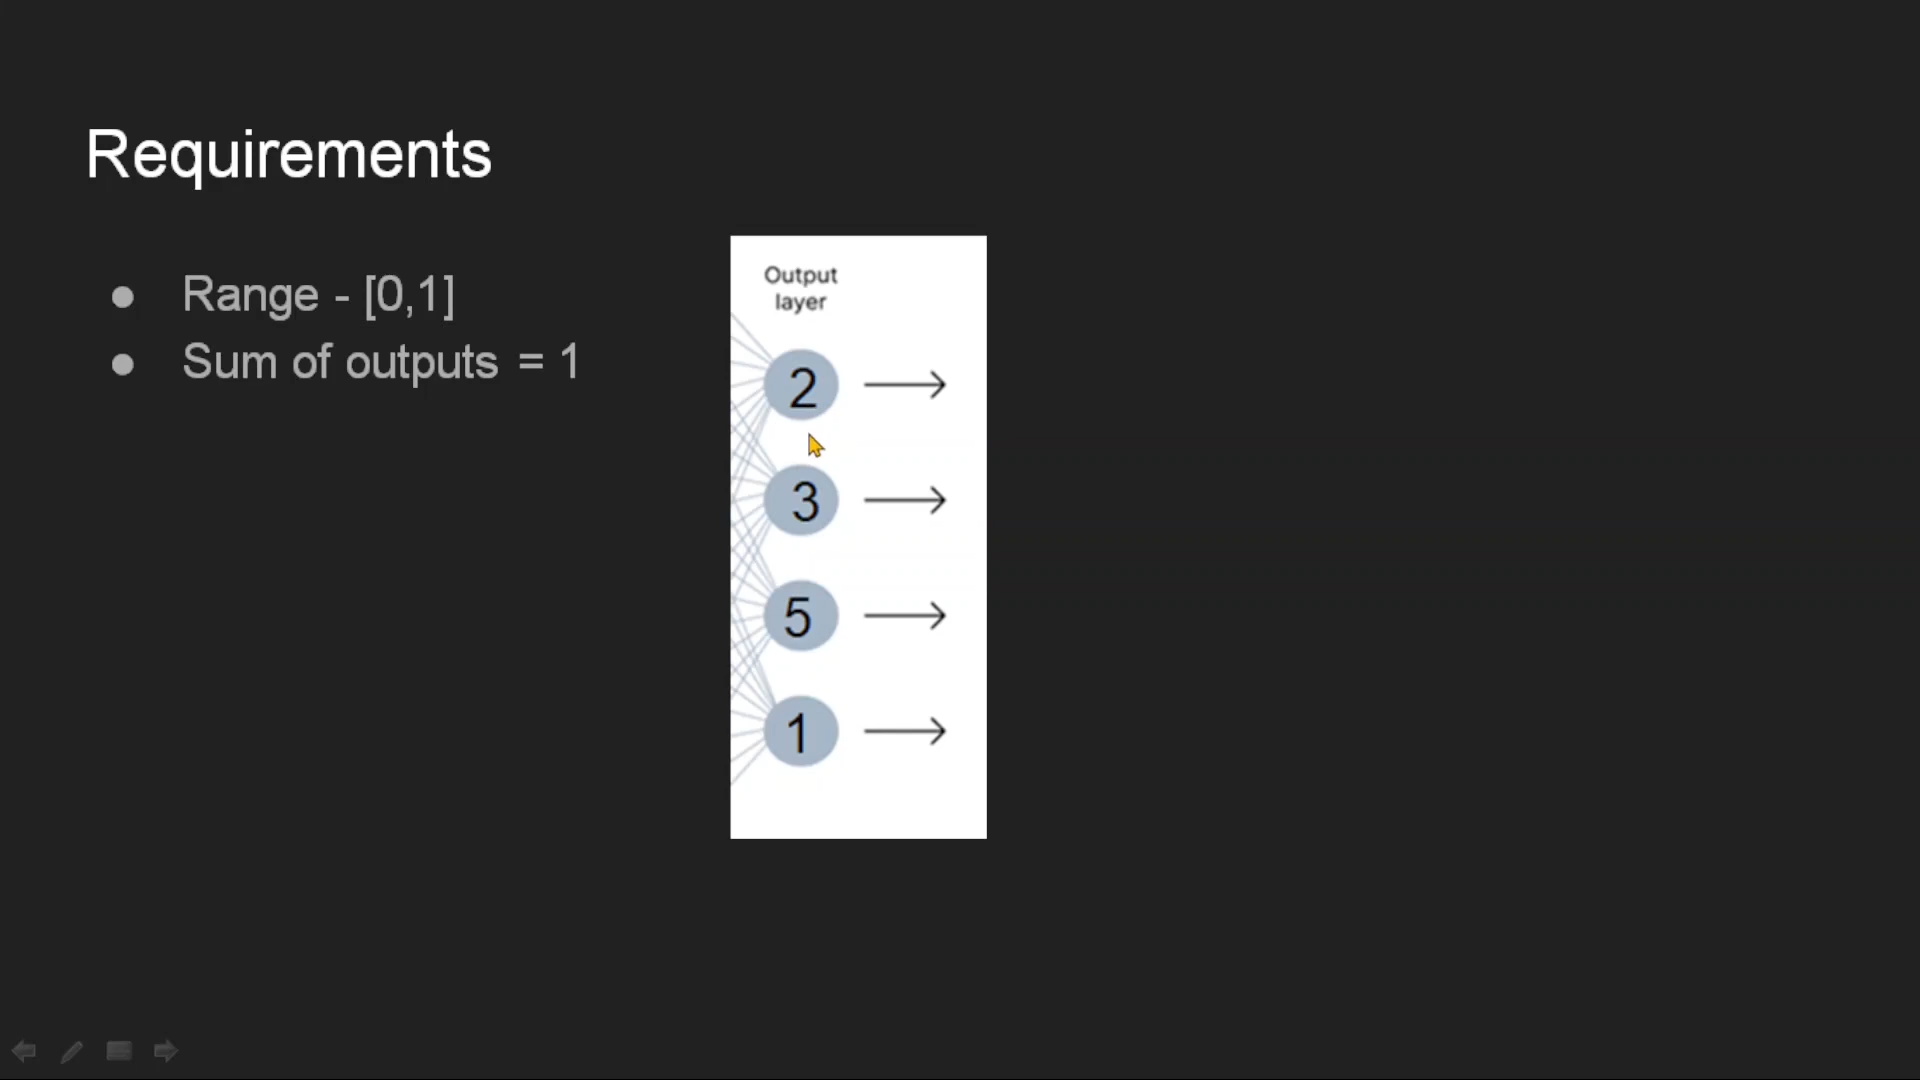 Requirements
● Range - [0,1]
● Sum of outputs = 1
Output
layer
2
3
5
1